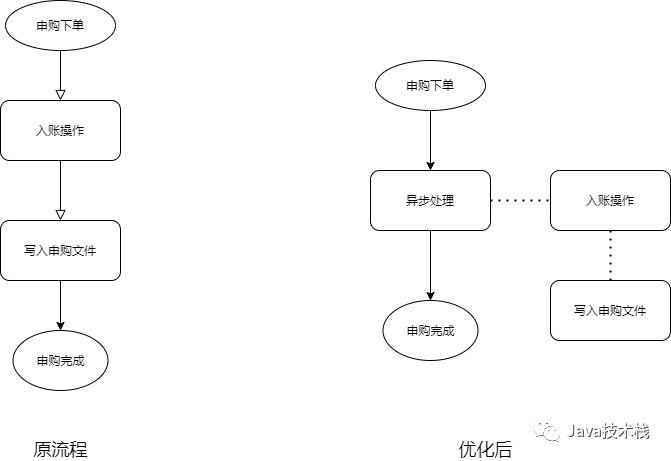 申购下单
入账操作
写入申购文件
申购完成
原流程
申购下单
异步处理
入账操作
写入申购文件
申购完成
优化后
Java技术栈